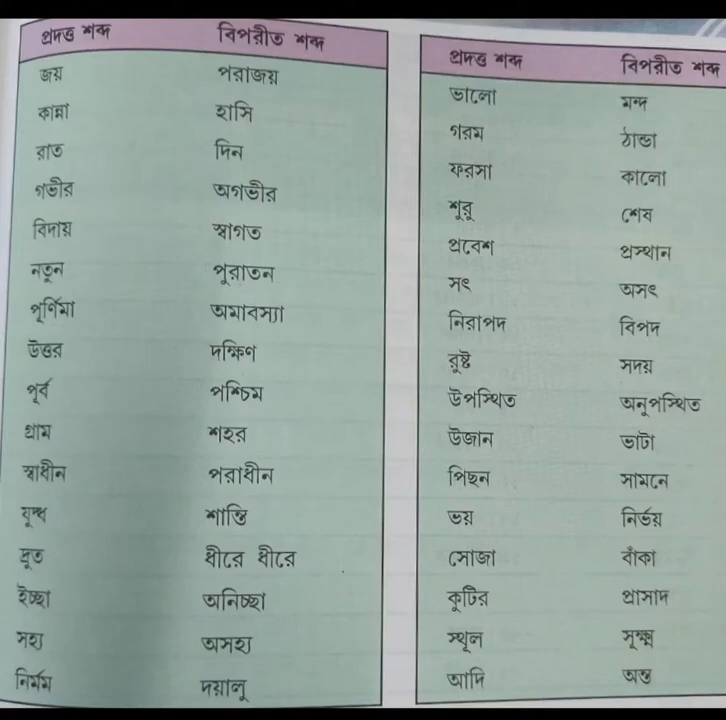 প্রদত্ত শব্দ বিপরীত শব্দ
জয় পরাজয়
কান্না হাসি
রাত দিন
গভীর অগভীর
বিদায় স্বাগত
নতুন পুরাতন
পূর্ণিমা অমাবস্যা
উত্তর দক্ষিণ
পূর্ব পশ্চিম
গ্রাম শহর
স্বাধীন পরাধীন
যুদ্ধ শান্তি
দ্রুত ধীরে ধীরে
ইচ্ছা অনিচ্ছা
সহ্য অসহ্য
নির্মম দয়ালু
প্রদত্ত শব্দ বিপরীত শব্দ
ভালো মন্দ
গরম ঠান্ডা
ফরসা কালো
শুরু শেষ
প্রবেশ প্রস্থান
সৎ অসৎ
নিরাপদ বিপদ
রুষ্ট সদয়
উপস্থিত অনুপস্থিত
উজান ভাটা
পিছন সামনে
ভয় নির্ভয়
সোজা বাঁকা
কুটির প্রাসাদ
স্থূল সূক্ষ্ম
আদি অন্ত